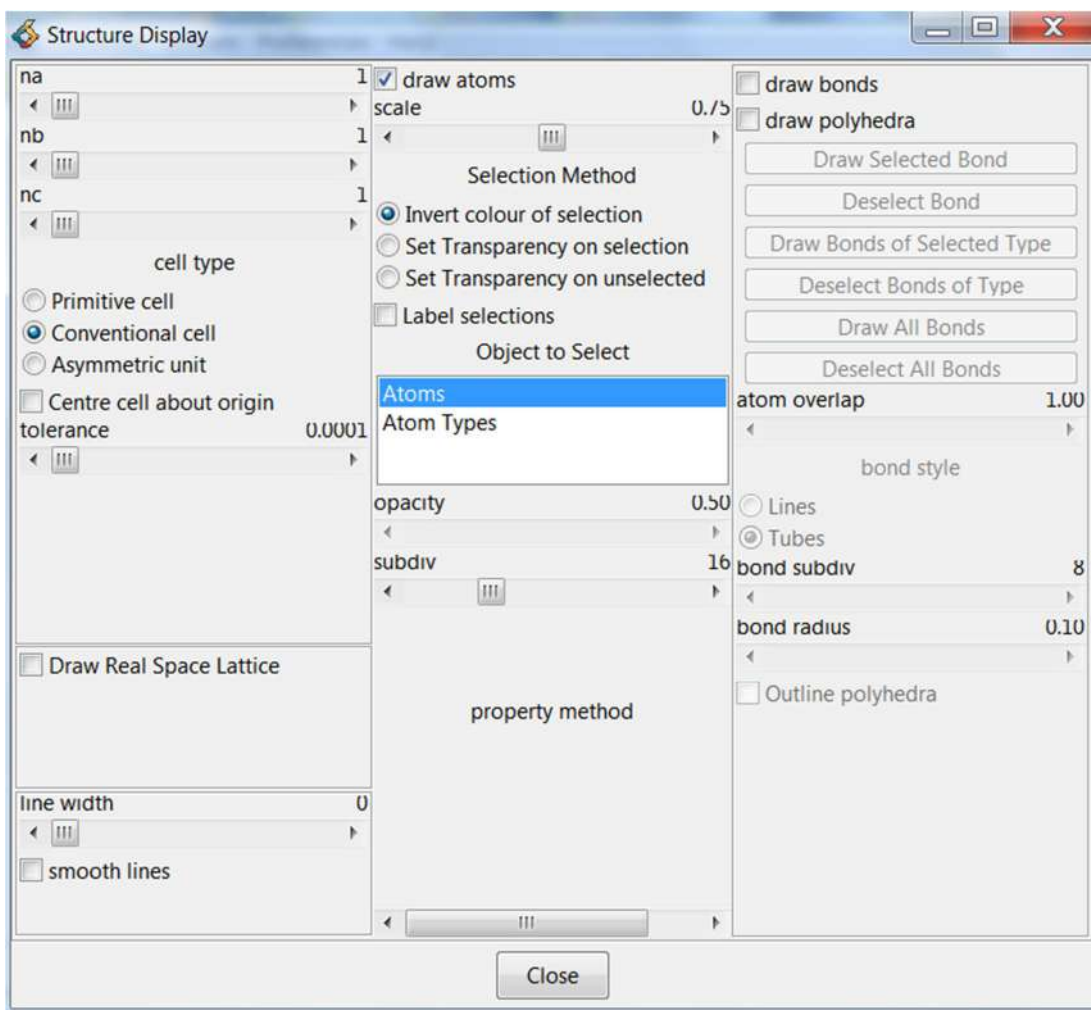 Structure Display
na 1
nb 1
nc 1
cell type
Primitive cell
Conventional cell
Asymmetric unit
Centre cell about origin
tolerance 0.0001
Draw Real Space Lattice
line width 0
smooth lines
draw atoms
scale 0.75
Selection Method
Invert colour of selection
Set Transparency on selection
Set Transparency on unselected
Label selections
Object to Select
Atoms
Atom Types
opacity 0.50
subdiv 16
property method
draw bonds
draw polyhedra
Draw Selected Bond
Deselect Bond
Draw Bonds of Selected Type
Deselect Bonds of Type
Draw All Bonds
Deselect All Bonds
atom overlap 1.00
bond style
Lines
Tubes
bond subdiv 8
bond radius 0.10
Outline polyhedra
Close